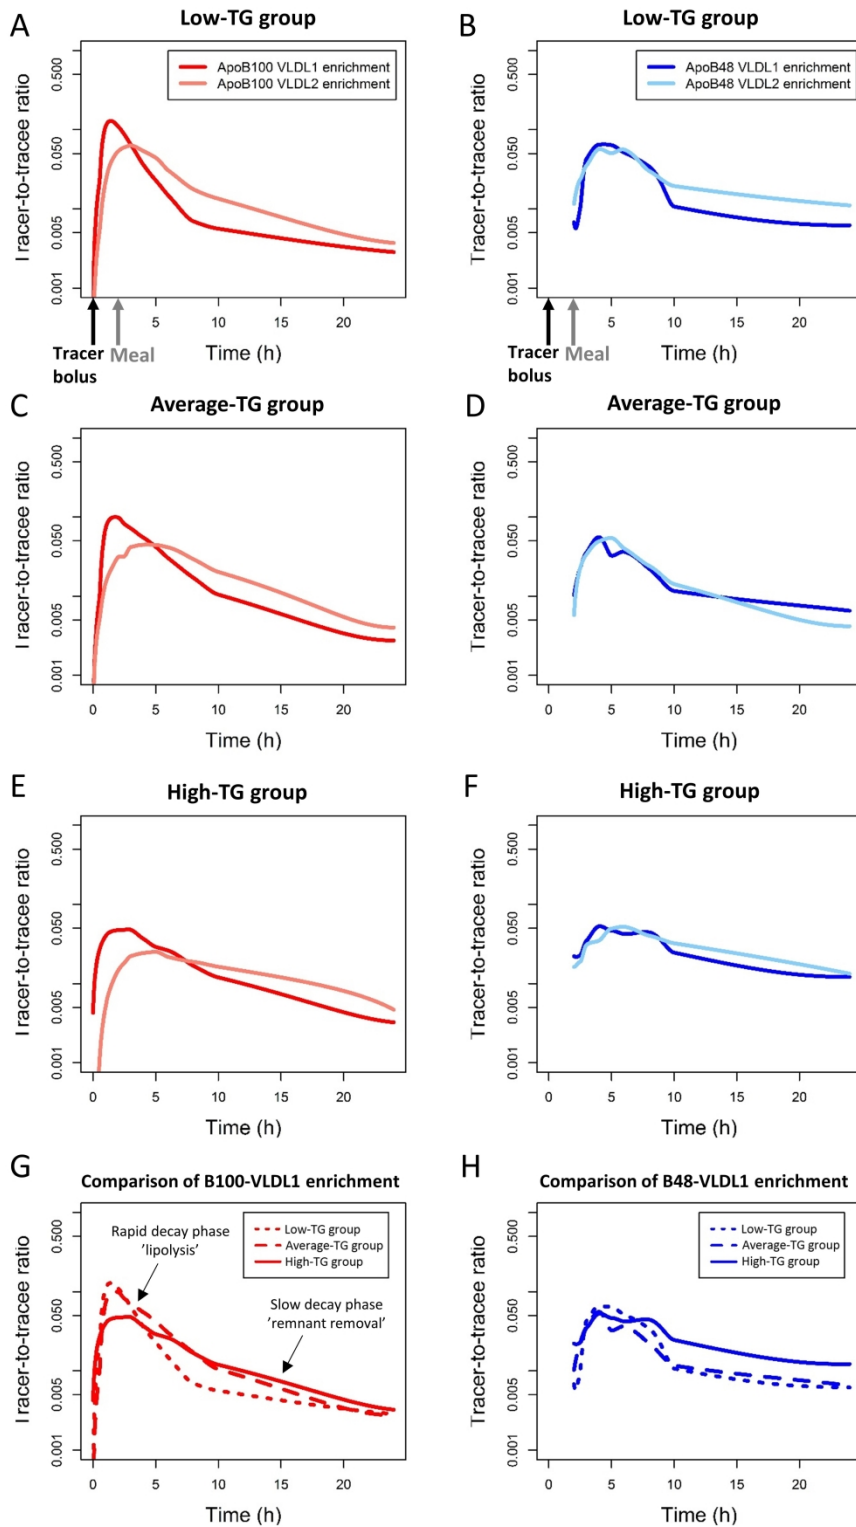 A
Low-TG group
I racer-to-tracee ratio
0.500
0.050
0.005
0.001
ApoB100 VLDL1 enrichment
ApoB100 VLDL2 enrichment
5 10 15 20
Time (h)
Tracer
bolus
Meal
B
Low-TG group
Tracer-to-tracee ratio
0.500
0.050
0.005
0.001
ApoB48 VLDL1 enrichment
ApoB48 VLDL2 enrichment
5 10 15 20
Time (h)
Tracer
bolus
Meal
C
Average-TG group
I racer-to-tracee ratio
0.500
0.050
0.005
0.001
0 5 10 15 20
Time (h)
D
Average-TG group
Tracer-to-tracee ratio
0.500
0.050
0.005
0.001
0 5 10 15 20
Time (h)
E
High-TG group
I racer-to-tracee ratio
0.500
0.050
0.005
0.001
0 5 10 15 20
Time (h)
F
High-TG group
Tracer-to-tracee ratio
0.500
0.050
0.005
0.001
0 5 10 15 20
Time (h)
G
Comparison of B100-VLDL1 enrichment
I racer-to-tracee ratio
0.500
0.050
0.005
0.001
Rapid decay phase
'lipolysis'
Low-TG group
Average-TG group
High-TG group
Slow decay phase
'remnant removal'
0 5 10 15 20
Time (h)
H
Comparison of B48-VLDL1 enrichment
Tracer-to-tracee ratio
0.500
0.050
0.005
0.001
Low-TG group
Average-TG group
High-TG group
0 5 10 15 20
Time (h)